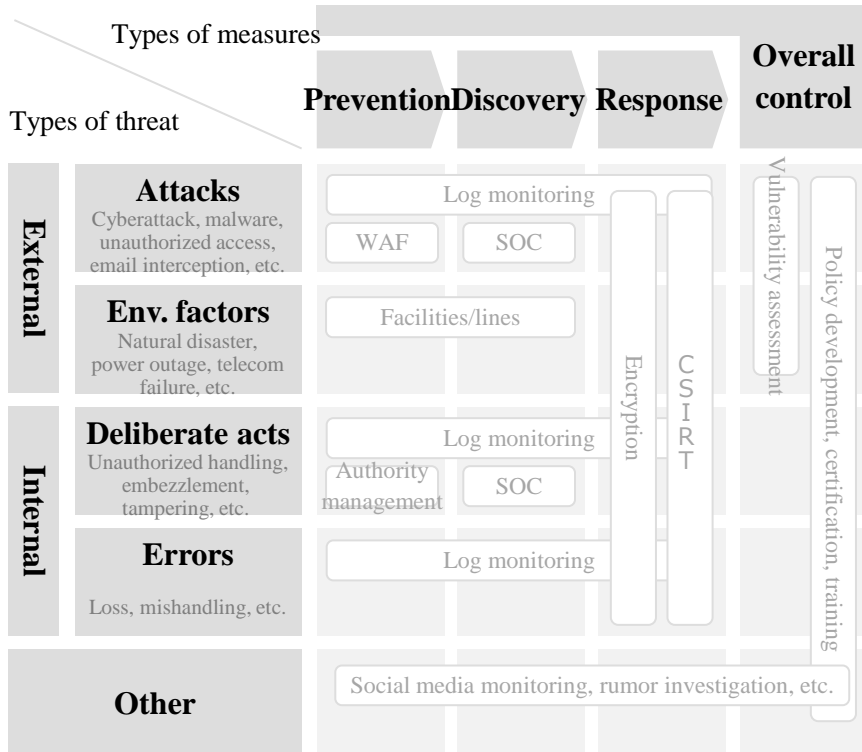 Types of measures
Types of threat
Prevention
Discovery
Response
Overall
control
External
Attacks
Cyberattack, malware,
unauthorized access,
email interception, etc.
Log monitoring
WAF
SOC
Env. factors
Natural disaster,
power outage, telecom
failure, etc.
Facilities/lines
Internal
Deliberate acts
Unauthorized handling,
embezzlement,
tampering, etc.
Log monitoring
Authority
management
SOC
Errors
Loss, mishandling, etc.
Log monitoring
Encryption
CSIRT
Vulnerability assessment
Policy development, certification, training
Other
Social media monitoring, rumor investigation, etc.